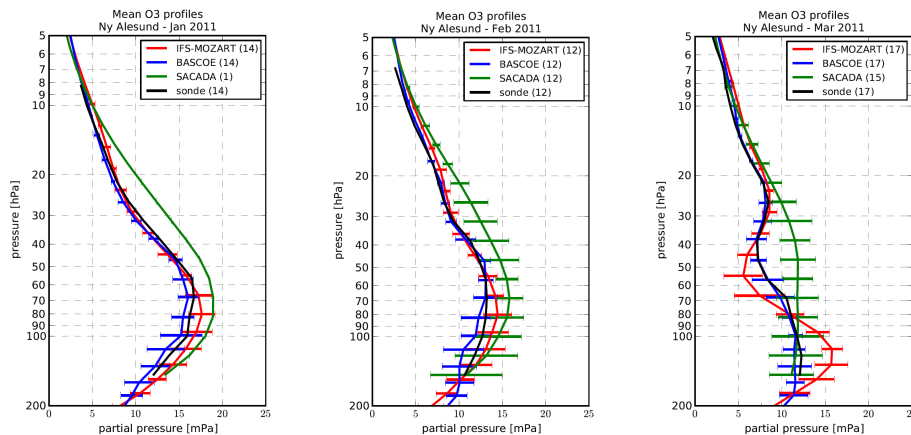 Mean O3 profiles
Ny Alesund - Jan 2011
IFS-MOZART (14)
BASCOE (14)
SACADA (1)
sonde (14)
pressure [hPa]
5
6
7
8
9
10
20
30
40
50
60
70
80
90
100
200
0
5
10
15
20
25
partial pressure [mPa]
Mean O3 profiles
Ny Alesund - Feb 2011
IFS-MOZART (12)
BASCOE (12)
SACADA (12)
sonde (12)
pressure [hPa]
5
6
7
8
9
10
20
30
40
50
60
70
80
90
100
200
0
5
10
15
20
25
partial pressure [mPa]
Mean O3 profiles
Ny Alesund - Mar 2011
IFS-MOZART (17)
BASCOE (17)
SACADA (15)
sonde (17)
pressure [hPa]
5
6
7
8
9
10
20
30
40
50
60
70
80
90
100
200
0
5
10
15
20
25
partial pressure [mPa]